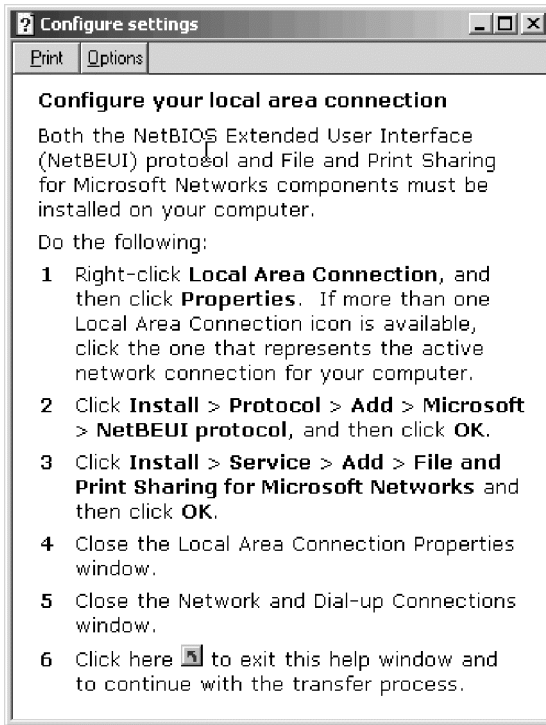 Configure settings
Print Options
Configure your local area connection
Both the NetBIOS Extended User Interface
(NetBEUI) protocol and File and Print Sharing
for Microsoft Networks components must be
installed on your computer.
Do the following:
1 Right-click Local Area Connection, and
then click Properties. If more than one
Local Area Connection icon is available,
click the one that represents the active
network connection for your computer.
2 Click Install > Protocol > Add > Microsoft
> NetBEUI protocol, and then click OK.
3 Click Install > Service > Add > File and
Print Sharing for Microsoft Networks and
then click OK.
4 Close the Local Area Connection Properties
window.
5 Close the Network and Dial-up Connections
window.
6 Click here to exit this help window and
to continue with the transfer process.